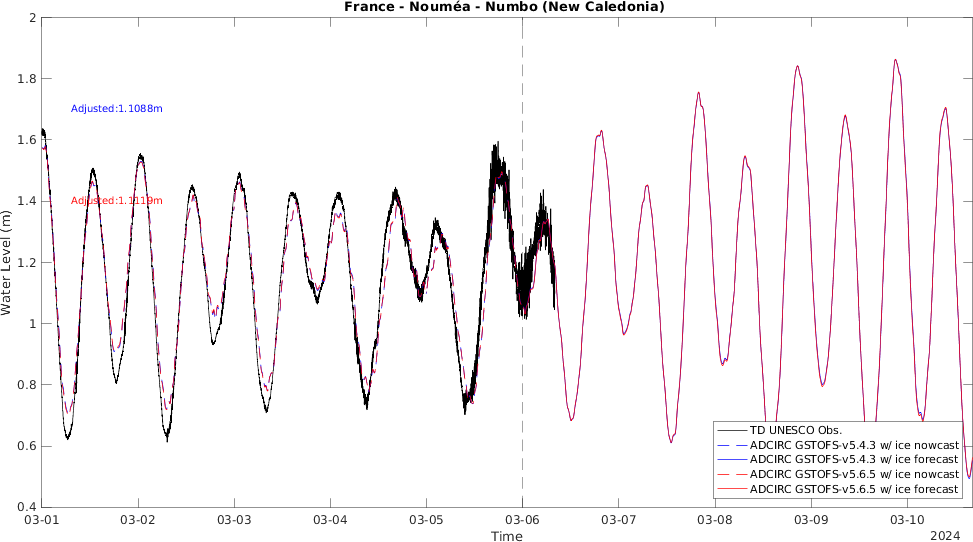 France - Nouméa - Numbo (New Caledonia)
2
1.8
1.6
1.4
1.2
1
0.8
0.6
0.4
Water Level (m)
Adjusted:1.1088m
Adjusted:1.1119m
TD UNESCO Obs.
ADCIRC GSTOFS-v5.4.3 w/ ice nowcast
ADCIRC GSTOFS-v5.4.3 w/ ice forecast
ADCIRC GSTOFS-v5.6.5 w/ ice nowcast
ADCIRC GSTOFS-v5.6.5 w/ ice forecast
03-01 03-02 03-03 03-04 03-05 03-06 03-07 03-08 03-09 03-10
Time
2024